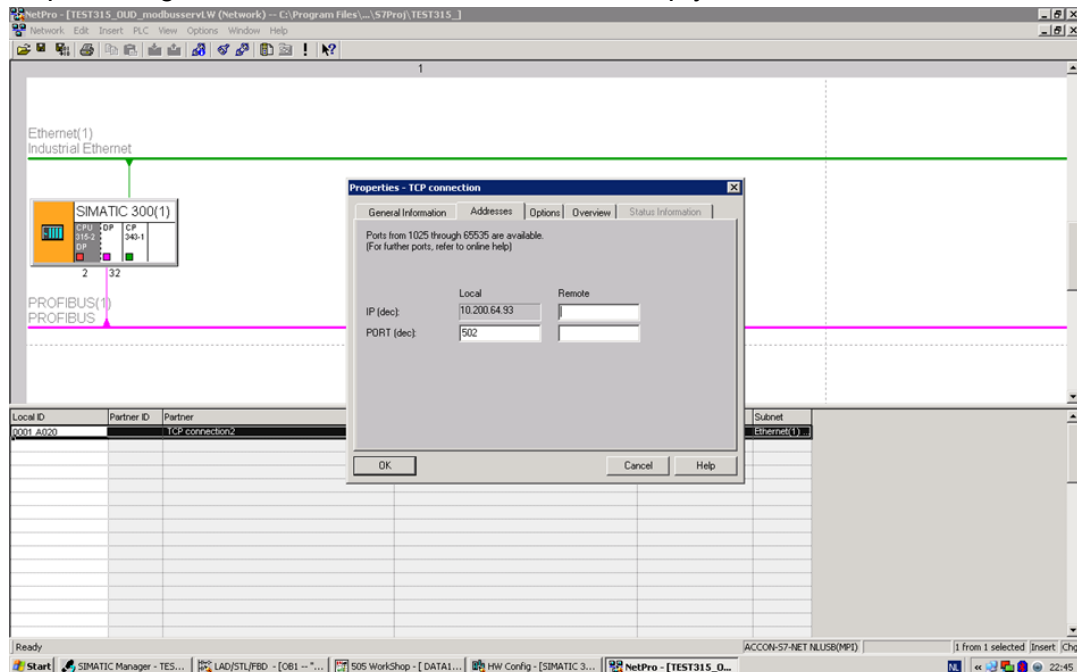 NetPro - [TEST315_OUD_modbusservLW (Network) -- C:\Program Files\...\S7Proj\TEST315_]
Network Edit Insert PLC View Options Window Help
1
Ethernet(1)
Industrial Ethernet
SIMATIC 300(1)
CPU 315-2 DP
DP
CP 343-1
2 32
PROFIBUS(1)
PROFIBUS
Properties - TCP connection
General Information Addresses Options Overview Status Information
Ports from 1025 through 65535 are available.
(For further ports, refer to online help)
Local Remote
IP (dec): 10.200.64.93
PORT (dec): 502
OK Cancel Help
Local ID Partner ID Partner Subnet
0001 A020 TCP connection2 Ethernet(1) ...
Ready ACCON-S7-NET NLUSB(MPI) 1 from 1 selected Insert Chg
Start SIMATIC Manager - TES... LAD/STL/FBD - [OB1 -- "... 505 WorkShop - [DATA1... HW Config - [SIMATIC 3... NetPro - [TEST315_O... NL « 22:45